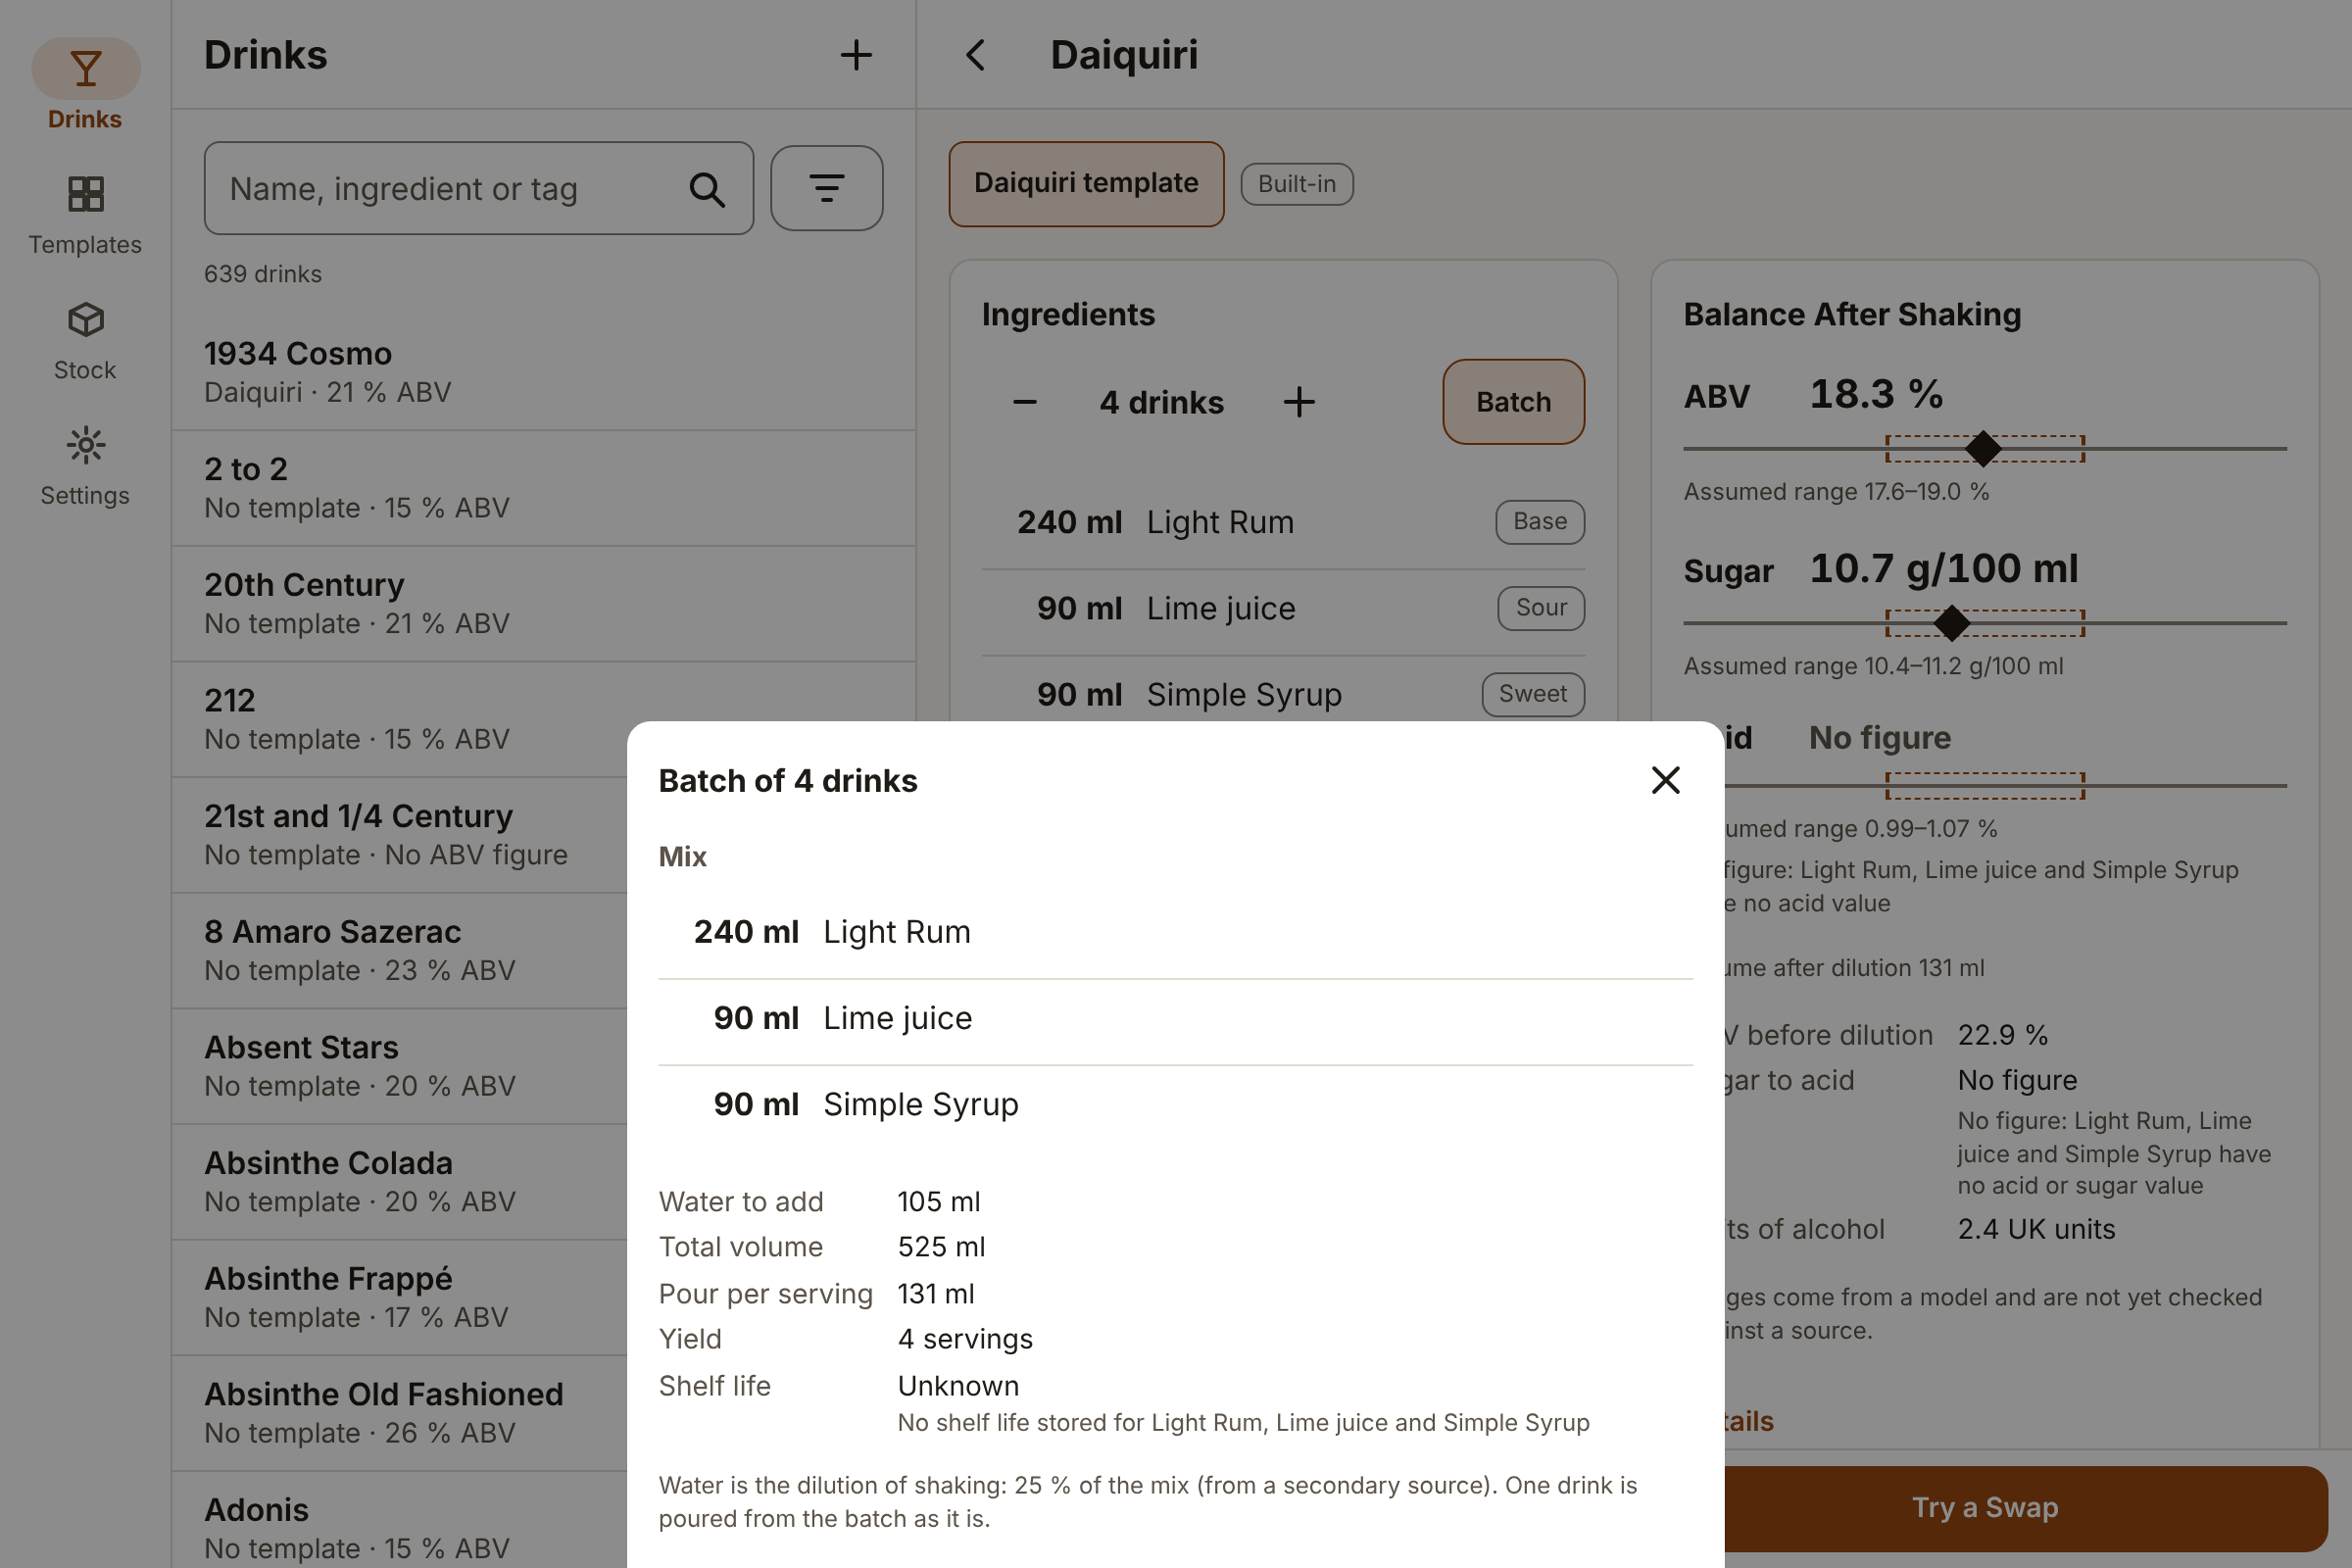 Drinks
Templates
Stock
Settings
Drinks
Name, ingredient or tag
639 drinks
1934 Cosmo
Daiquiri · 21 % ABV
2 to 2
No template · 15 % ABV
20th Century
No template · 21 % ABV
212
No template · 15 % ABV
21st and 1/4 Century
No template · No ABV figure
8 Amaro Sazerac
No template · 23 % ABV
Absent Stars
No template · 20 % ABV
Absinthe Colada
No template · 20 % ABV
Absinthe Frappé
No template · 17 % ABV
Absinthe Old Fashioned
No template · 26 % ABV
Adonis
No template · 15 % ABV
Daiquiri
Daiquiri template
Built-in
Ingredients
4 drinks
Batch
240 ml Light Rum Base
90 ml Lime juice Sour
90 ml Simple Syrup Sweet
Balance After Shaking
ABV 18.3 %
Assumed range 17.6–19.0 %
Sugar 10.7 g/100 ml
Assumed range 10.4–11.2 g/100 ml
No figure
range 0.99–1.07 %
figure: Light Rum, Lime juice and Simple Syrup
no acid value
after dilution 131 ml
before dilution 22.9 %
to acid No figure
No figure: Light Rum, Lime
juice and Simple Syrup have
no acid or sugar value
of alcohol 2.4 UK units
come from a model and are not yet checked
a source.
Try a Swap
Batch of 4 drinks
Mix
240 ml Light Rum
90 ml Lime juice
90 ml Simple Syrup
Water to add 105 ml
Total volume 525 ml
Pour per serving 131 ml
Yield 4 servings
Shelf life Unknown
No shelf life stored for Light Rum, Lime juice and Simple Syrup
Water is the dilution of shaking: 25 % of the mix (from a secondary source). One drink is
poured from the batch as it is.